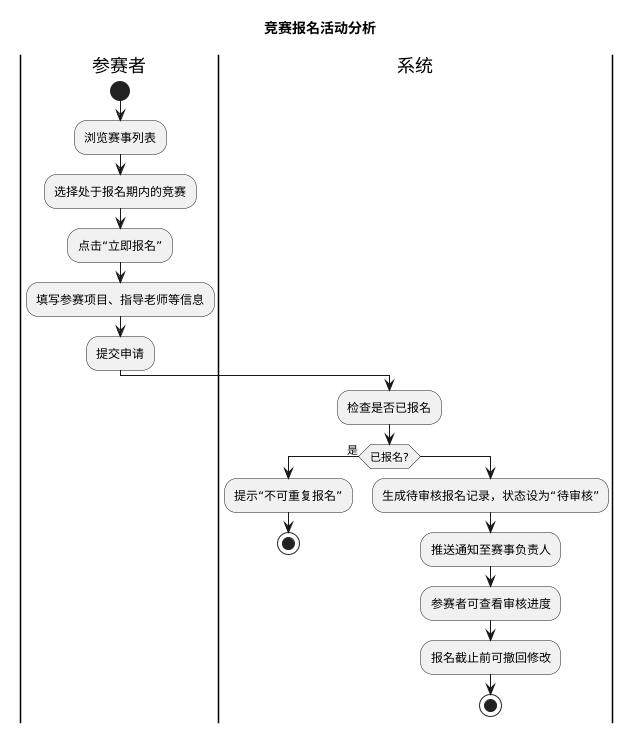 竞赛报名活动分析
参赛者
系统
浏览赛事列表
选择处于报名期内的竞赛
点击“立即报名”
填写参赛项目、指导老师等信息
提交申请
检查是否已报名
是
已报名?
提示“不可重复报名”
生成待审核报名记录，状态设为“待审核”
推送通知至赛事负责人
参赛者可查看审核进度
报名截止前可撤回修改